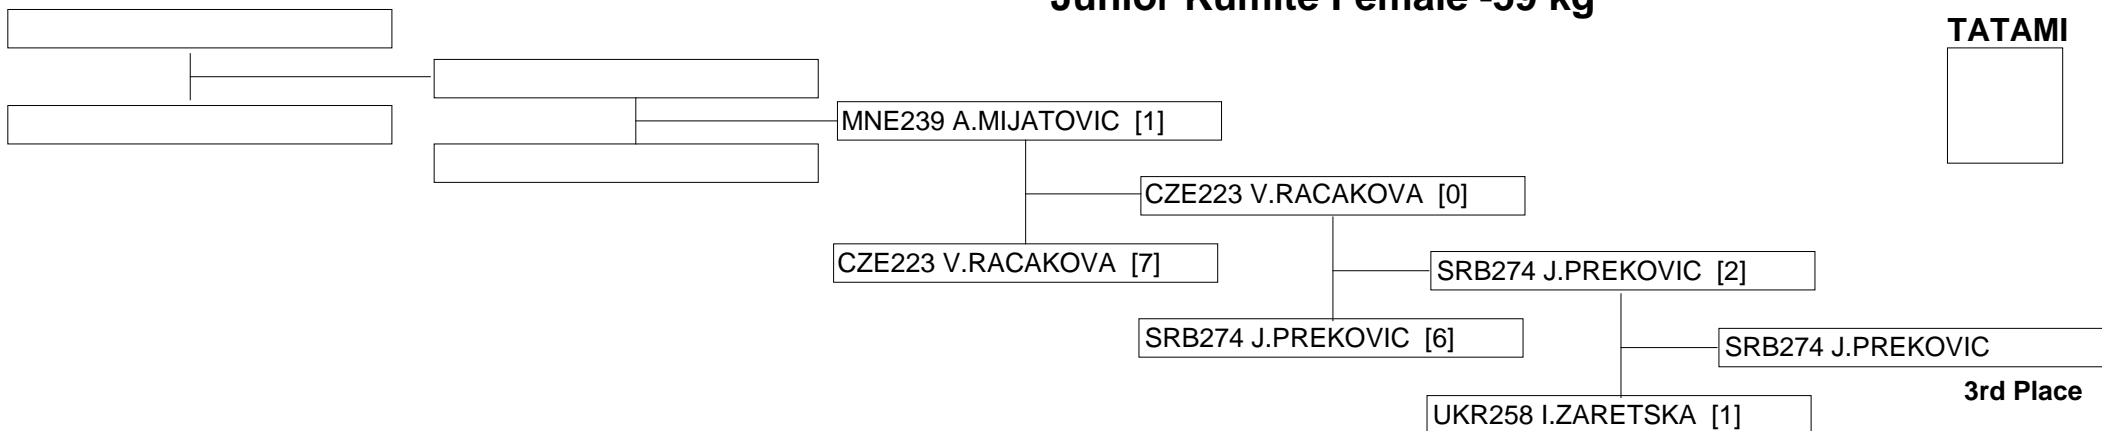 Junior Kumite Female -59 kg
TATAMI
MNE239 A.MIJATOVIC [1]
CZE223 V.RACAKOVA [0]
CZE223 V.RACAKOVA [7]
SRB274 J.PREKOVIC [2]
SRB274 J.PREKOVIC [6]
SRB274 J.PREKOVIC
3rd Place
UKR258 I.ZARETSKA [1]